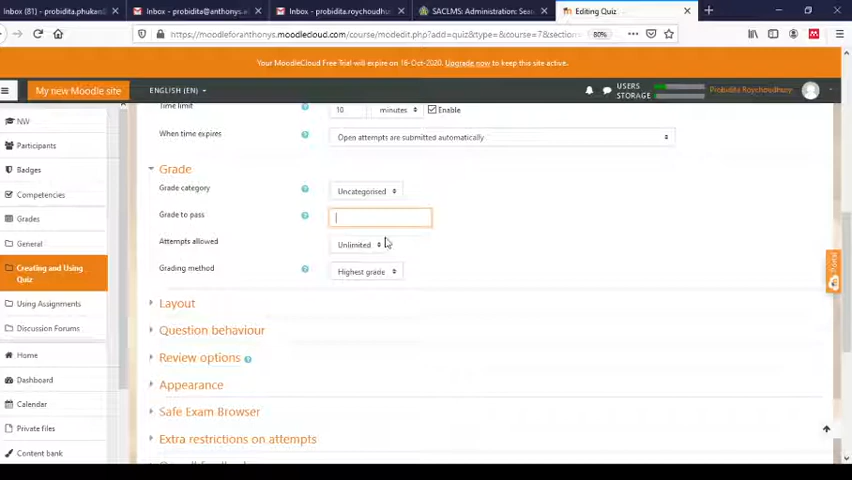 Inbox (81) - probidita.phukan
Inbox - probidita@anthonys.
Inbox - probidita.roychoudhury
SACLMS: Administration: Sea
Editing Quiz
https://moodleforanthonys.moodlecloud.com/course/modedit.php?add=quiz&type=&course=7&section=
80%
Your MoodleCloud Free Trial will expire on 16-Oct-2020. Upgrade now to keep this site active.
My new Moodle site
ENGLISH (EN)
USERS
STORAGE
Probidita Roychoudhury
NW
Participants
Badges
Competencies
Grades
General
Creating and Using
Quiz
Using Assignments
Discussion Forums
Home
Dashboard
Calendar
Private files
Content bank
Time limit
10
minutes
Enable
When time expires
Open attempts are submitted automatically
Grade
Grade category
Uncategorised
Grade to pass
Attempts allowed
Unlimited
Grading method
Highest grade
Layout
Question behaviour
Review options
Appearance
Safe Exam Browser
Extra restrictions on attempts
Portal